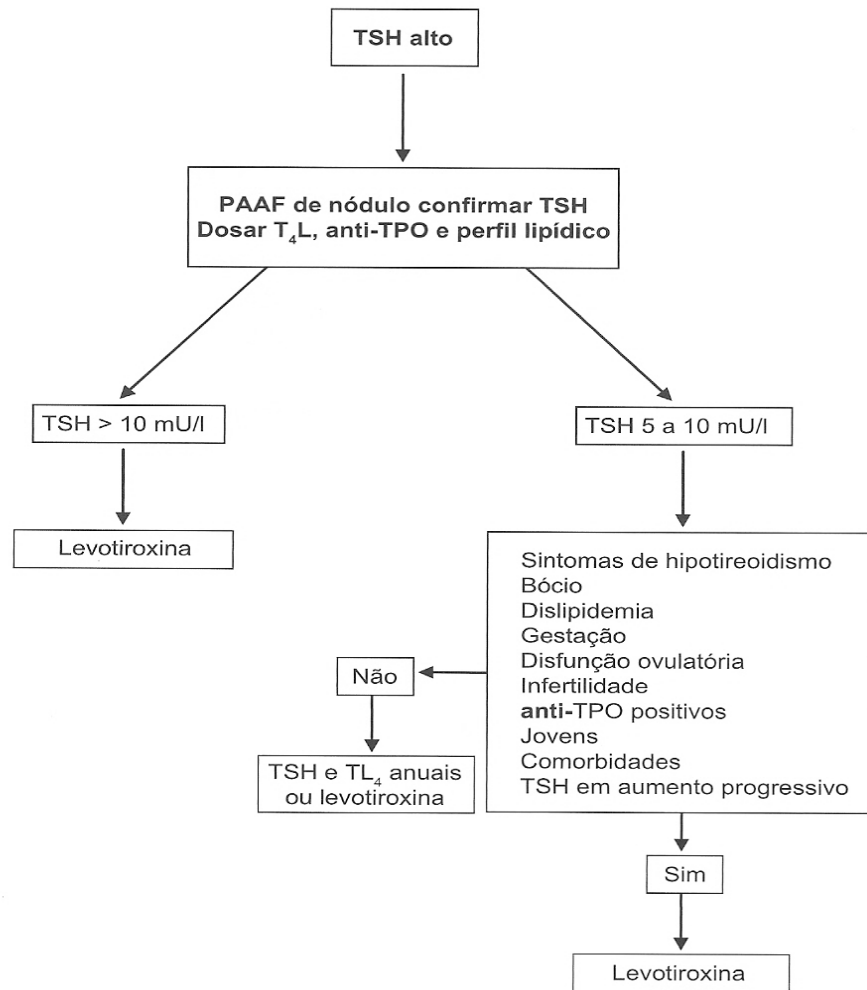 TSH alto
PAAF de nódulo confirmar TSH
Dosar T₄L, anti-TPO e perfil lipídico
TSH > 10 mU/l
TSH 5 a 10 mU/l
Levotiroxina
Sintomas de hipotireoidismo
Bócio
Dislipidemia
Gestação
Disfunção ovulatória
Infertilidade
anti-TPO positivos
Jovens
Comorbidades
TSH em aumento progressivo
Não
TSH e TL₄ anuais
ou levotiroxina
Sim
Levotiroxina